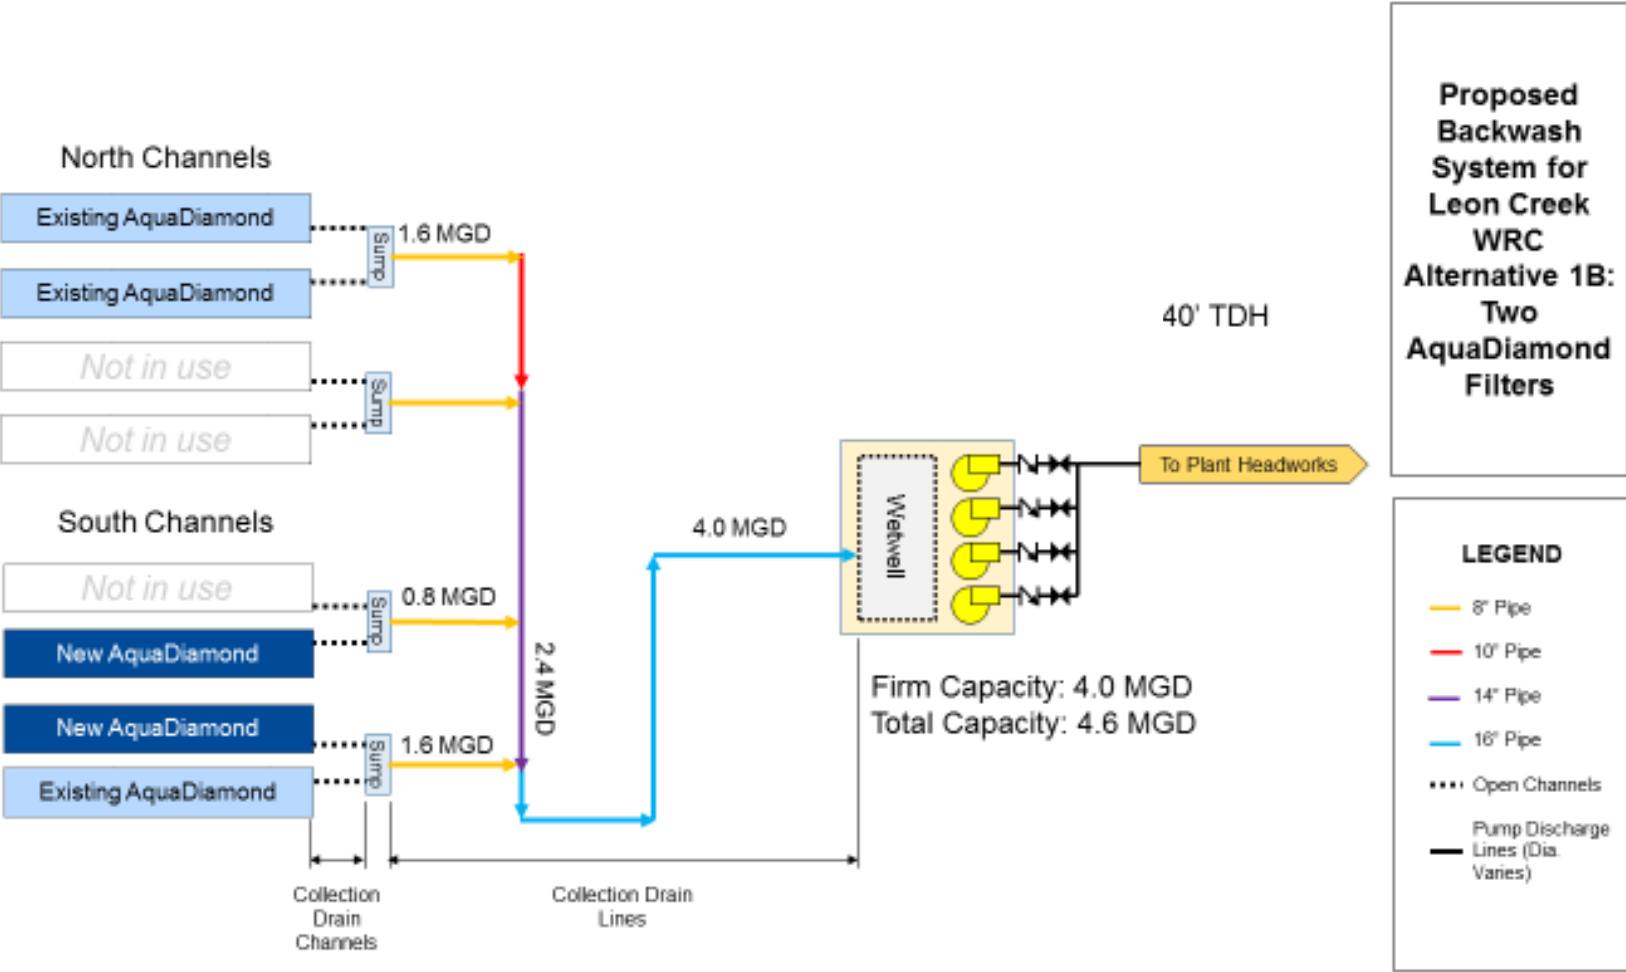 Proposed
Backwash
System for
Leon Creek
WRC
Alternative 1B:
Two
AquaDiamond
Filters
North Channels
Existing AquaDiamond
Existing AquaDiamond
Not in use
Not in use
Sump
1.6 MGD
Sump
South Channels
Not in use
New AquaDiamond
New AquaDiamond
Existing AquaDiamond
Sump
0.8 MGD
Sump
1.6 MGD
2.4 MGD
4.0 MGD
Wetwell
40' TDH
To Plant Headworks
Firm Capacity: 4.0 MGD
Total Capacity: 4.6 MGD
Collection
Drain
Channels
Collection Drain
Lines
LEGEND
8" Pipe
10" Pipe
14" Pipe
16" Pipe
Open Channels
Pump Discharge
Lines (Dia.
Varies)